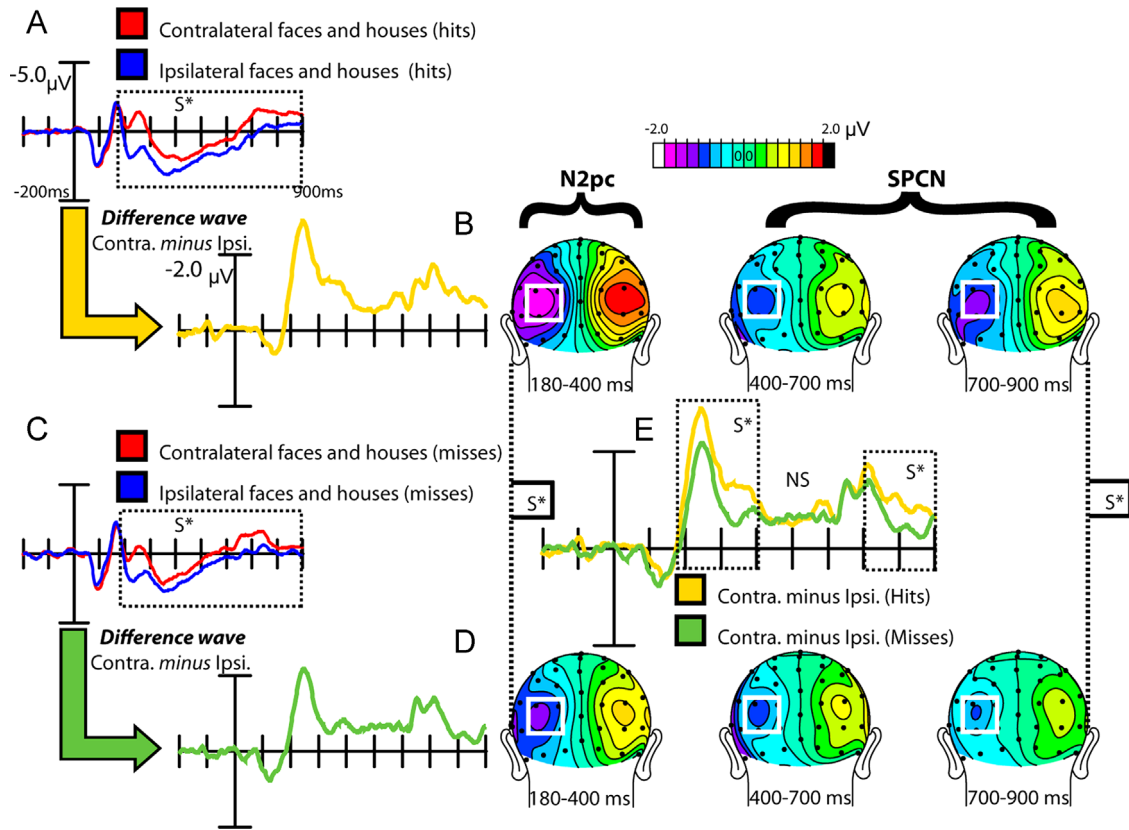 A
Contralateral faces and houses (hits)
Ipsilateral faces and houses (hits)
-5.0 µV
S*
-200ms
900ms
Difference wave
Contra. minus Ipsi.
-2.0 µV
-2.0
2.0 µV
0 0
B
N2pc
SPCN
180-400 ms
400-700 ms
700-900 ms
C
Contralateral faces and houses (misses)
Ipsilateral faces and houses (misses)
S*
Difference wave
Contra. minus Ipsi.
E
S*
NS
S*
S*
S*
Contra. minus Ipsi. (Hits)
Contra. minus Ipsi. (Misses)
D
180-400 ms
400-700 ms
700-900 ms